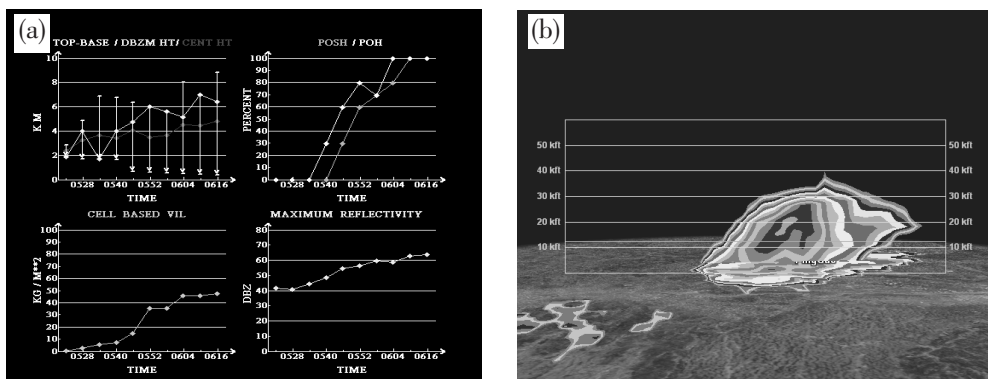 (a)
TOP-BASE / DBZM HT/ CENT HT
10
8
6
4
2
0
KM
0528 0540 0552 0604 0616
TIME
POSH / POH
100
90
80
70
60
50
40
30
20
10
0
PERCENT
0528 0540 0552 0604 0616
TIME
CELL BASED VIL
100
90
80
70
60
50
40
30
20
10
0
KG / M**2
0528 0540 0552 0604 0616
TIME
MAXIMUM REFLECTIVITY
80
70
60
50
40
30
20
10
0
DBZ
0528 0540 0552 0604 0616
TIME
(b)
50 kft 50 kft
40 kft 40 kft
30 kft 30 kft
20 kft 20 kft
10 kft 10 kft